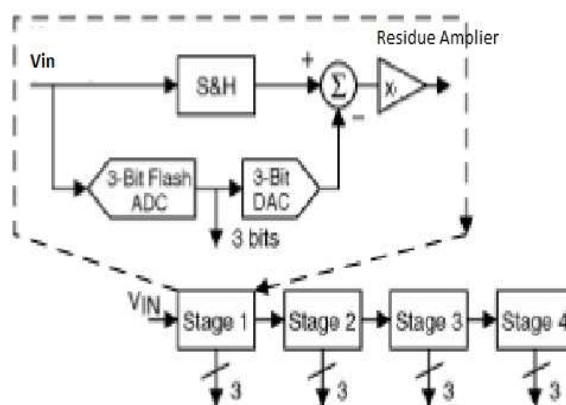 Residue Amplier
Vin
S&H
+
Σ
−
3-Bit Flash
ADC
3-Bit
DAC
3 bits
VIN
Stage 1
Stage 2
Stage 3
Stage 4
3
3
3
3